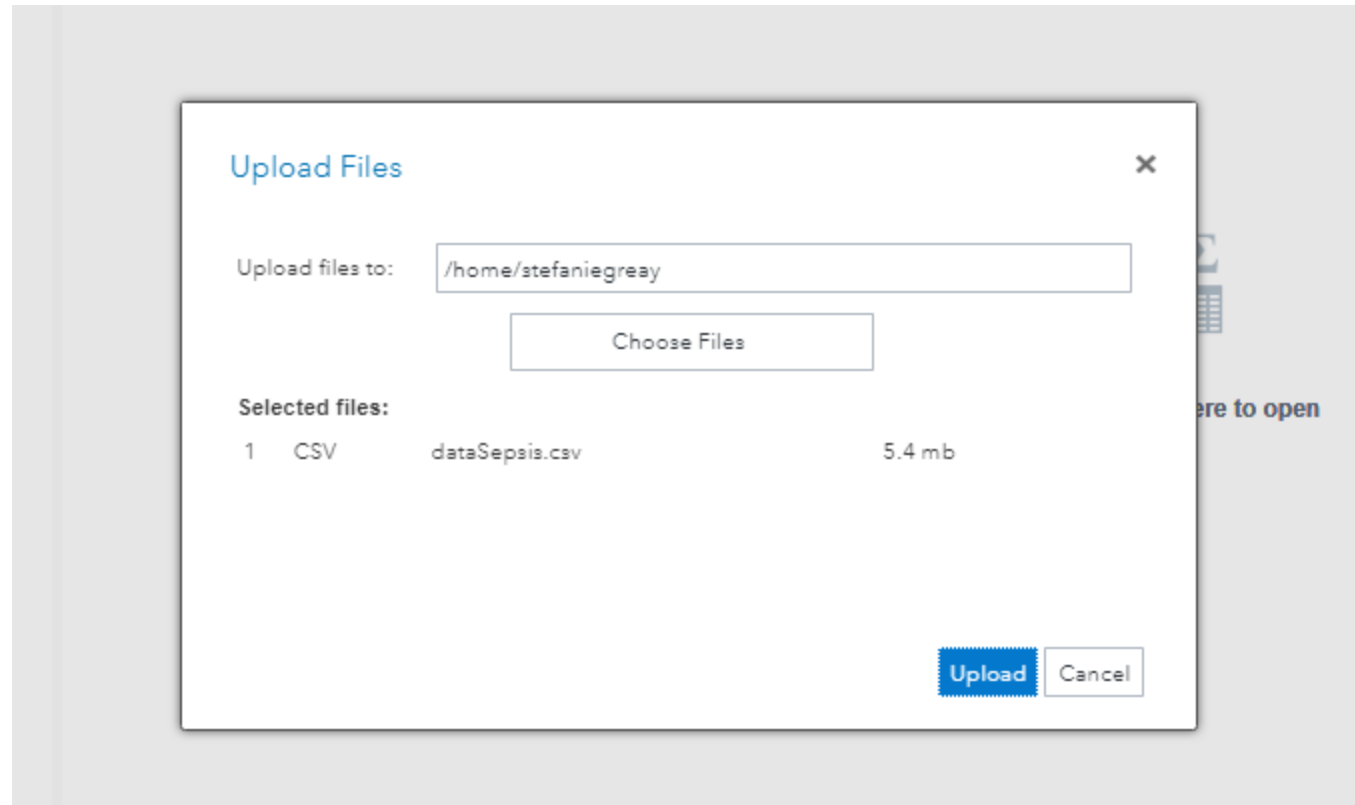 Upload Files
Upload files to: /home/stefaniegreay
Choose Files
Selected files:
1 CSV dataSepsis.csv 5.4 mb
to open
Upload Cancel